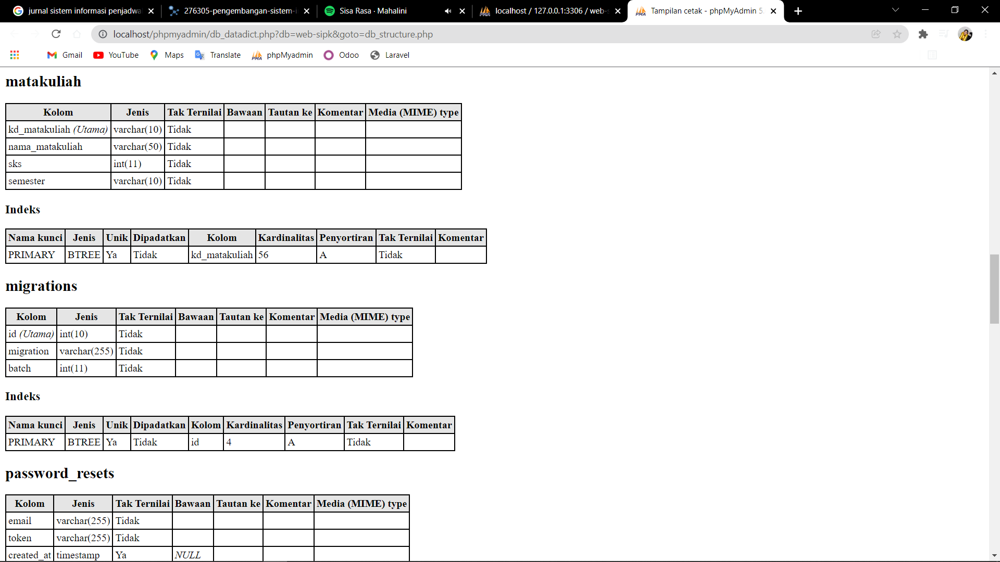 jurnal sistem informasi penjadwa
276305-pengembangan-sistem-i
Sisa Rasa · Mahalini
localhost / 127.0.0.1:3306 / web-s
Tampilan cetak - phpMyAdmin 5.
localhost/phpmyadmin/db_datadict.php?db=web-sipk&goto=db_structure.php
Gmail YouTube Maps Translate phpMyadmin Odoo Laravel
matakuliah
Kolom Jenis Tak Ternilai Bawaan Tautan ke Komentar Media (MIME) type
kd_matakuliah (Utama) varchar(10) Tidak
nama_matakuliah varchar(50) Tidak
sks int(11) Tidak
semester varchar(10) Tidak
Indeks
Nama kunci Jenis Unik Dipadatkan Kolom Kardinalitas Penyortiran Tak Ternilai Komentar
PRIMARY BTREE Ya Tidak kd_matakuliah 56 A Tidak
migrations
Kolom Jenis Tak Ternilai Bawaan Tautan ke Komentar Media (MIME) type
id (Utama) int(10) Tidak
migration varchar(255) Tidak
batch int(11) Tidak
Indeks
Nama kunci Jenis Unik Dipadatkan Kolom Kardinalitas Penyortiran Tak Ternilai Komentar
PRIMARY BTREE Ya Tidak id 4 A Tidak
password_resets
Kolom Jenis Tak Ternilai Bawaan Tautan ke Komentar Media (MIME) type
email varchar(255) Tidak
token varchar(255) Tidak
created_at timestamp Ya NULL